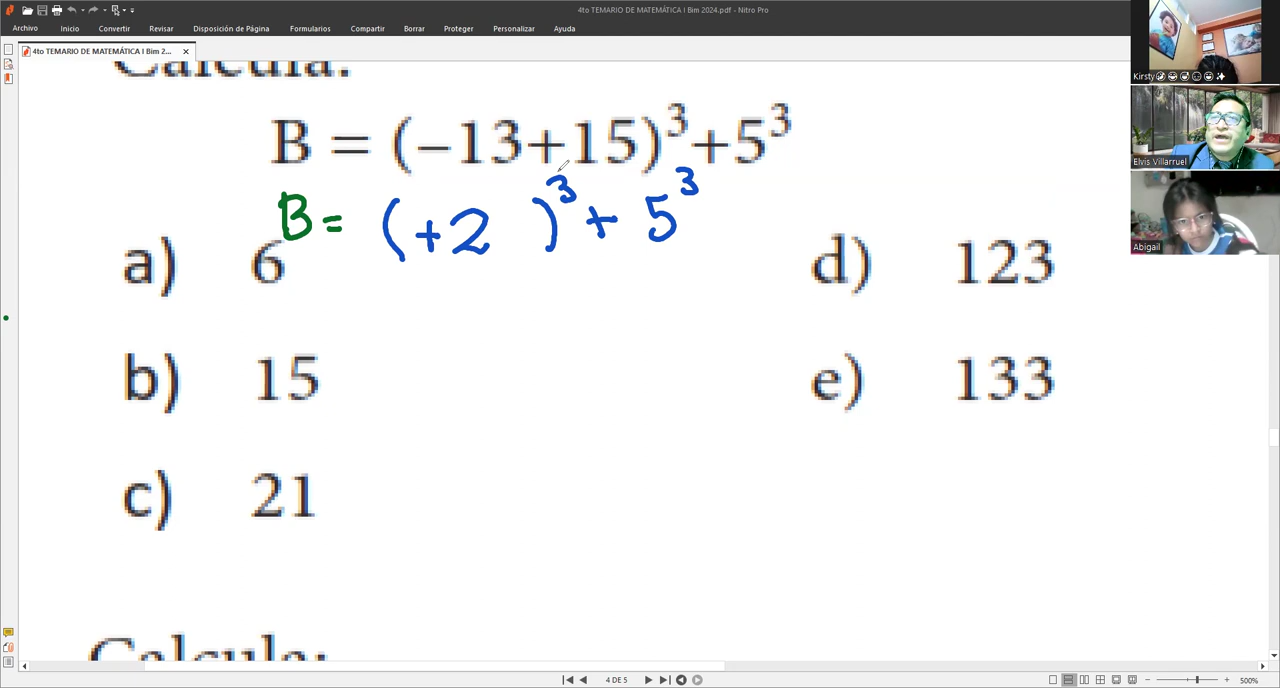 4to TEMARIO DE MATEMÁTICA I Bim 2024.pdf - Nitro Pro
Archivo Inicio Convertir Revisar Disposición de Página Formularios Compartir Borrar Proteger Personalizar Ayuda
4to TEMARIO DE MATEMÁTICA I Bim 2...
Calcula:
B = (−13+15)³+5³
B = (+2 )³ + 5³
a) 6
b) 15
c) 21
d) 123
e) 133
Calcule:
Kirsty
Elvis Villarruel
Abigail
4 DE 5
500%